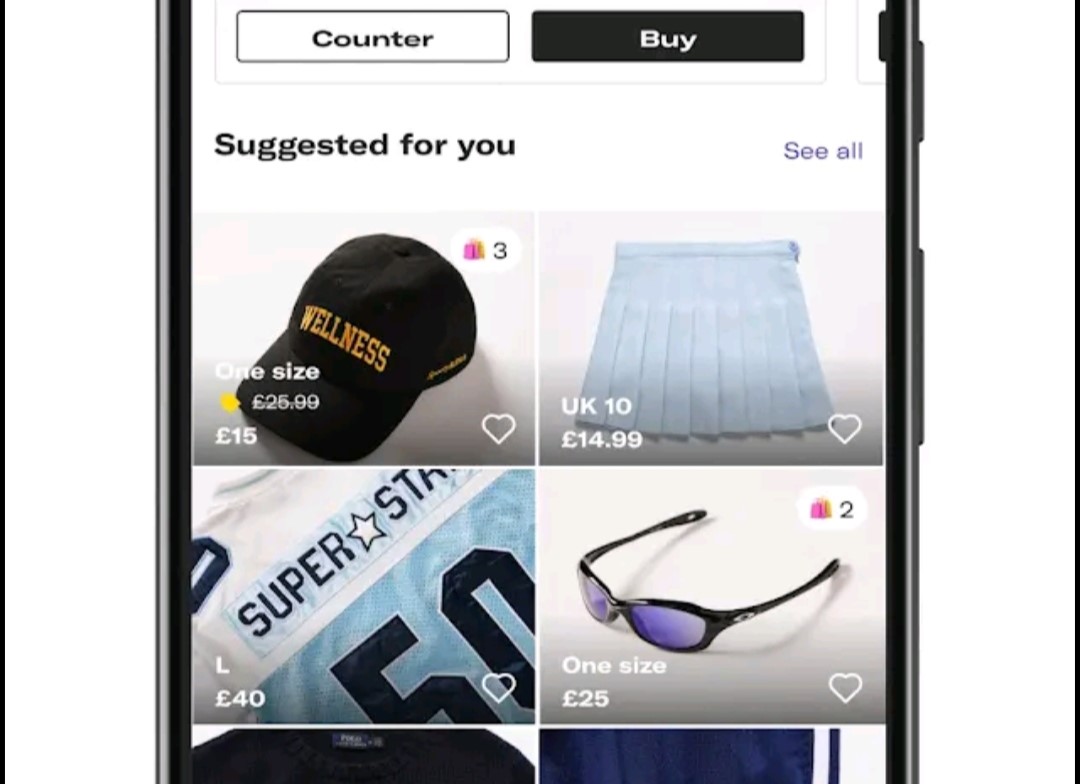 Counter
Buy
Suggested for you
See all
3
WELLNESS
One size
£25.99
£15
UK 10
£14.99
SUPER☆STA
50
L
£40
2
One size
£25
POLO